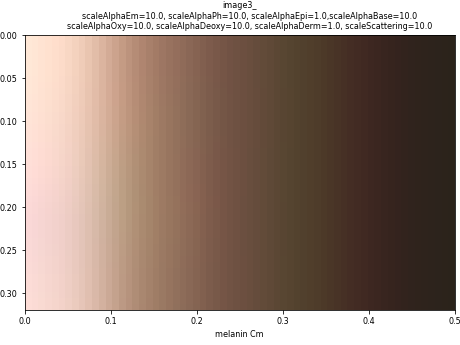 image3_
scaleAlphaEm=10.0, scaleAlphaPh=10.0, scaleAlphaEpi=1.0,scaleAlphaBase=10.0
scaleAlphaOxy=10.0, scaleAlphaDeoxy=10.0, scaleAlphaDerm=1.0, scaleScattering=10.0
0.00
0.05
0.10
0.15
0.20
0.25
0.30
0.0 0.1 0.2 0.3 0.4 0.5
melanin Cm